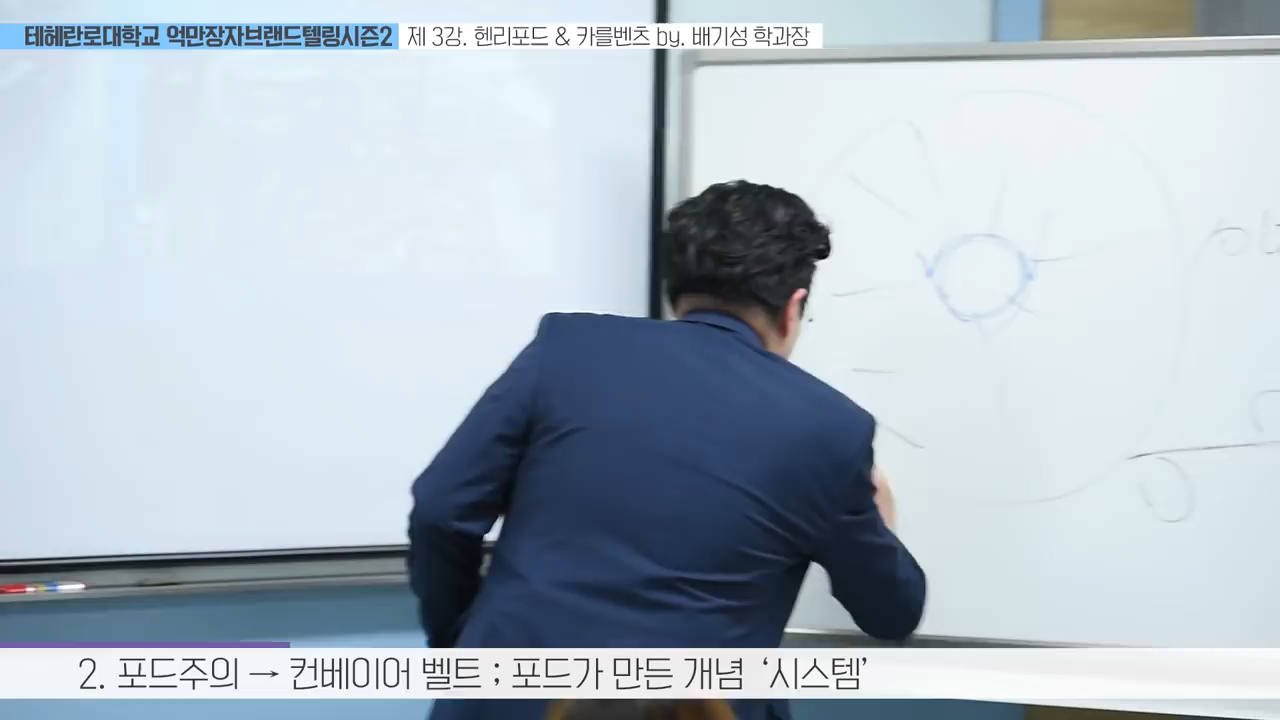 테헤란로대학교 억만장자브랜드텔링시즌2 제 3강. 헨리포드 & 카를벤츠 by. 배기성 학과장
2. 포드주의 → 컨베이어 벨트 ; 포드가 만든 개념 ‘시스템’